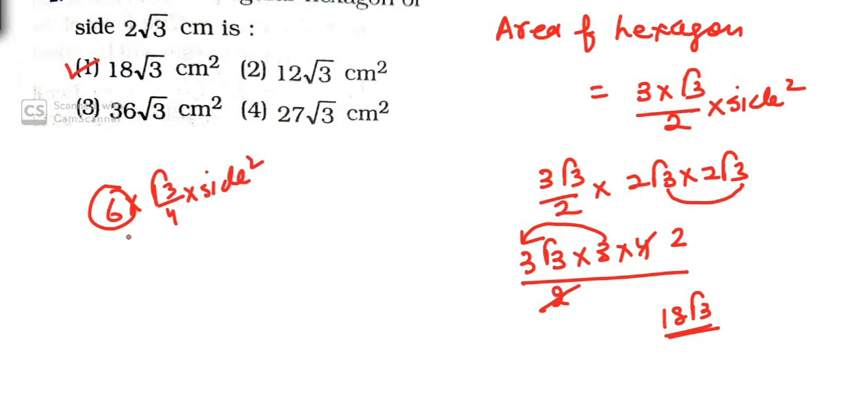 side 2√3 cm is :
(1) 18√3 cm² (2) 12√3 cm²
(3) 36√3 cm² (4) 27√3 cm²
CS
CamScanner
6 × √3/4 × side²
Area of hexagon
= 3 × √3/2 × side²
3√3/2 × 2√3 × 2√3
3√3 × 3 × 4 2
2
18√3